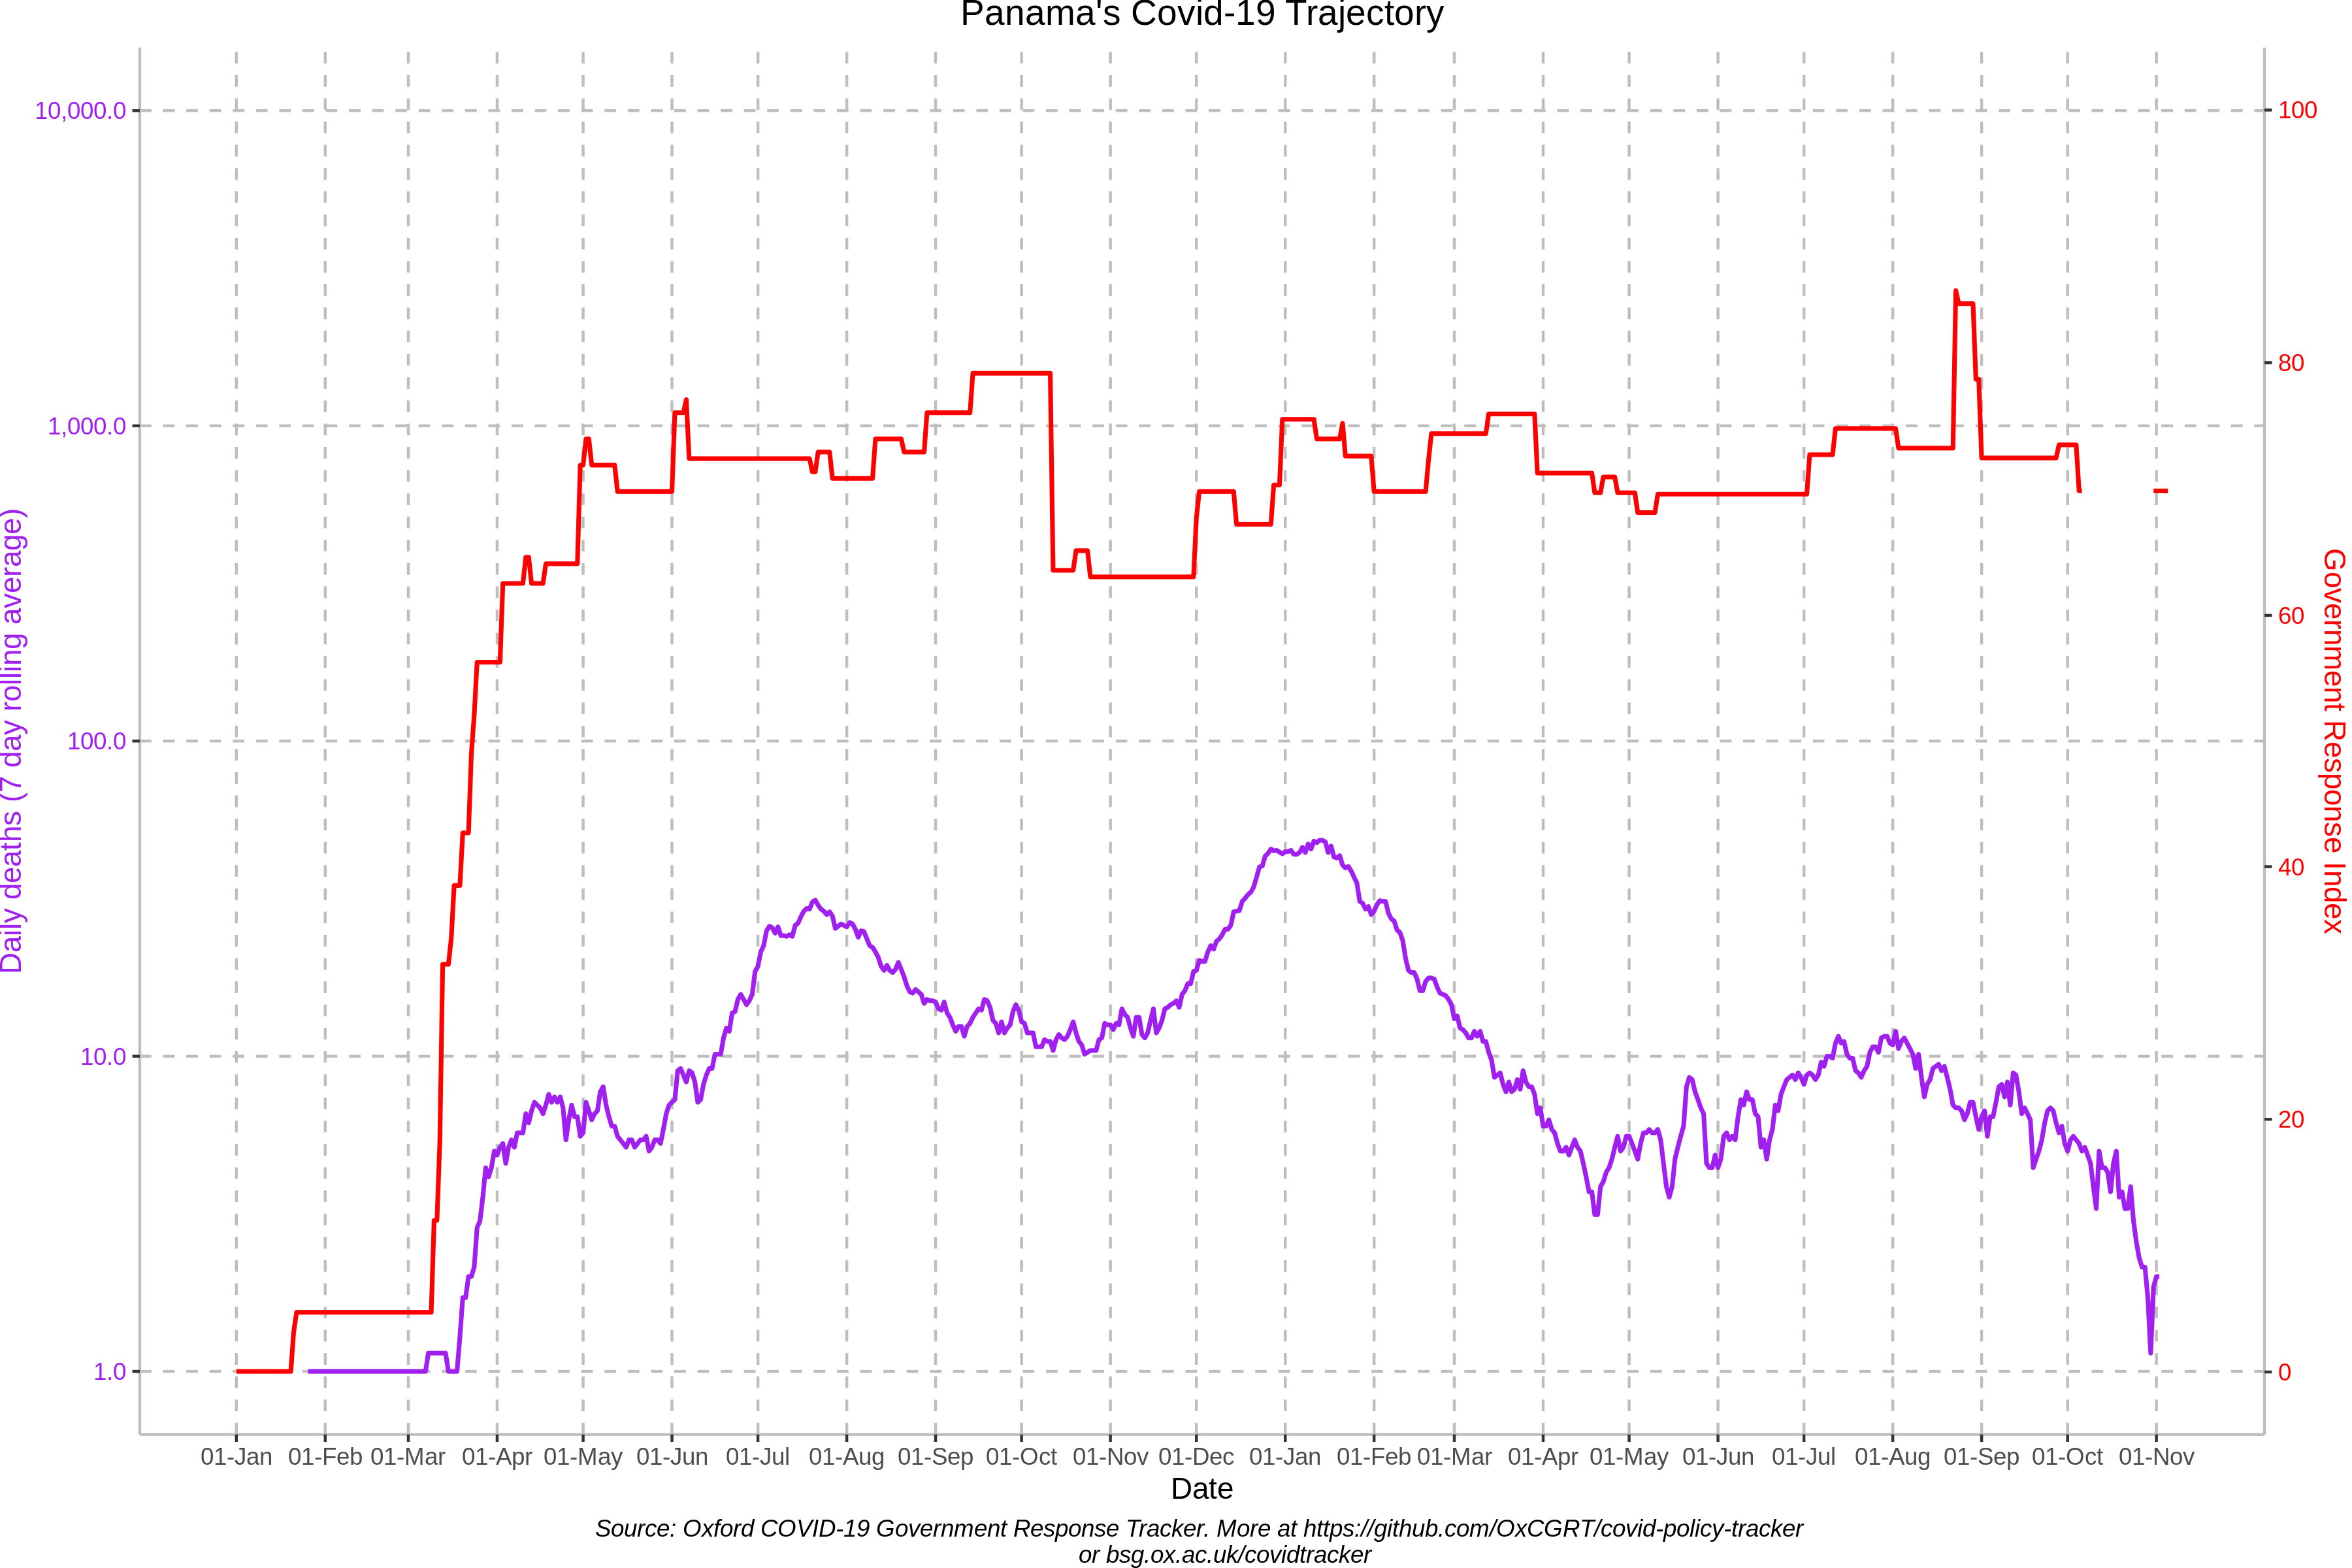 Panama's Covid-19 Trajectory
10,000.0
1,000.0
100.0
10.0
1.0
Daily deaths (7 day rolling average)
100
80
60
40
20
0
Government Response Index
01-Jan 01-Feb 01-Mar 01-Apr 01-May 01-Jun 01-Jul 01-Aug 01-Sep 01-Oct 01-Nov 01-Dec 01-Jan 01-Feb 01-Mar 01-Apr 01-May 01-Jun 01-Jul 01-Aug 01-Sep 01-Oct 01-Nov
Date
Source: Oxford COVID-19 Government Response Tracker. More at https://github.com/OxCGRT/covid-policy-tracker
or bsg.ox.ac.uk/covidtracker